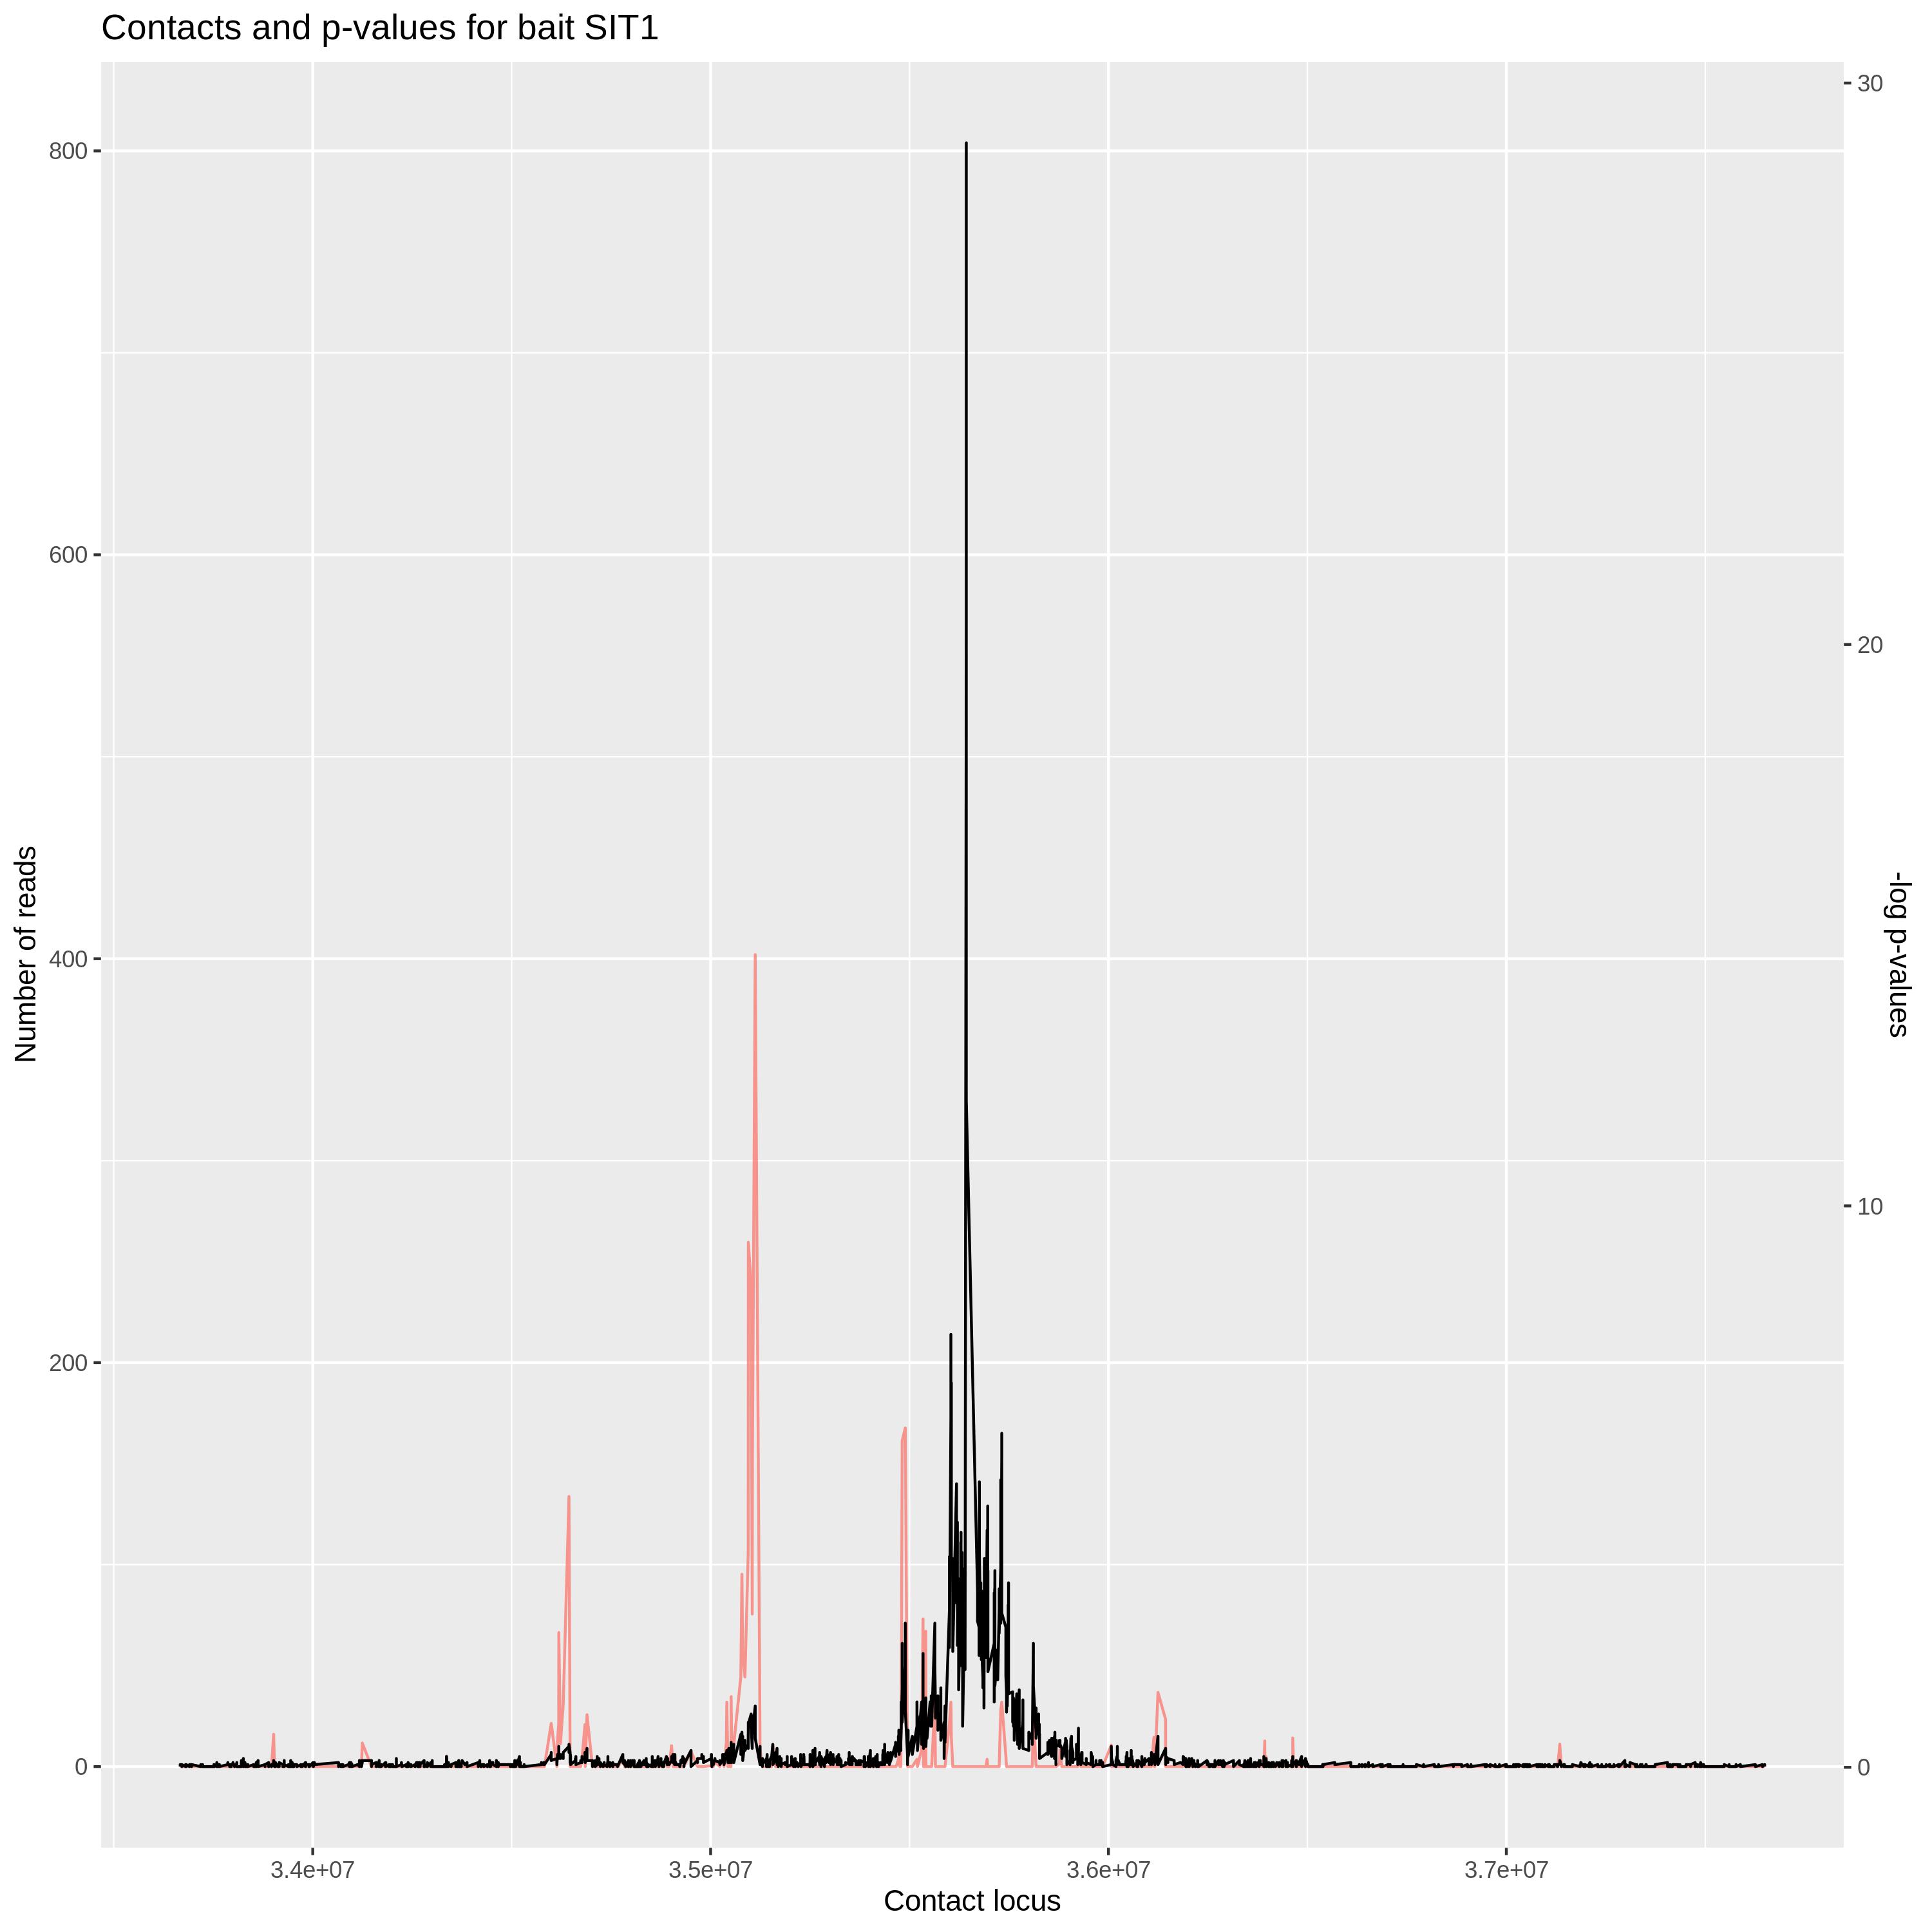 Contacts and p-values for bait SIT1
800
600
400
200
0
30
20
10
0
Number of reads
-log p-values
3.4e+07 3.5e+07 3.6e+07 3.7e+07
Contact locus